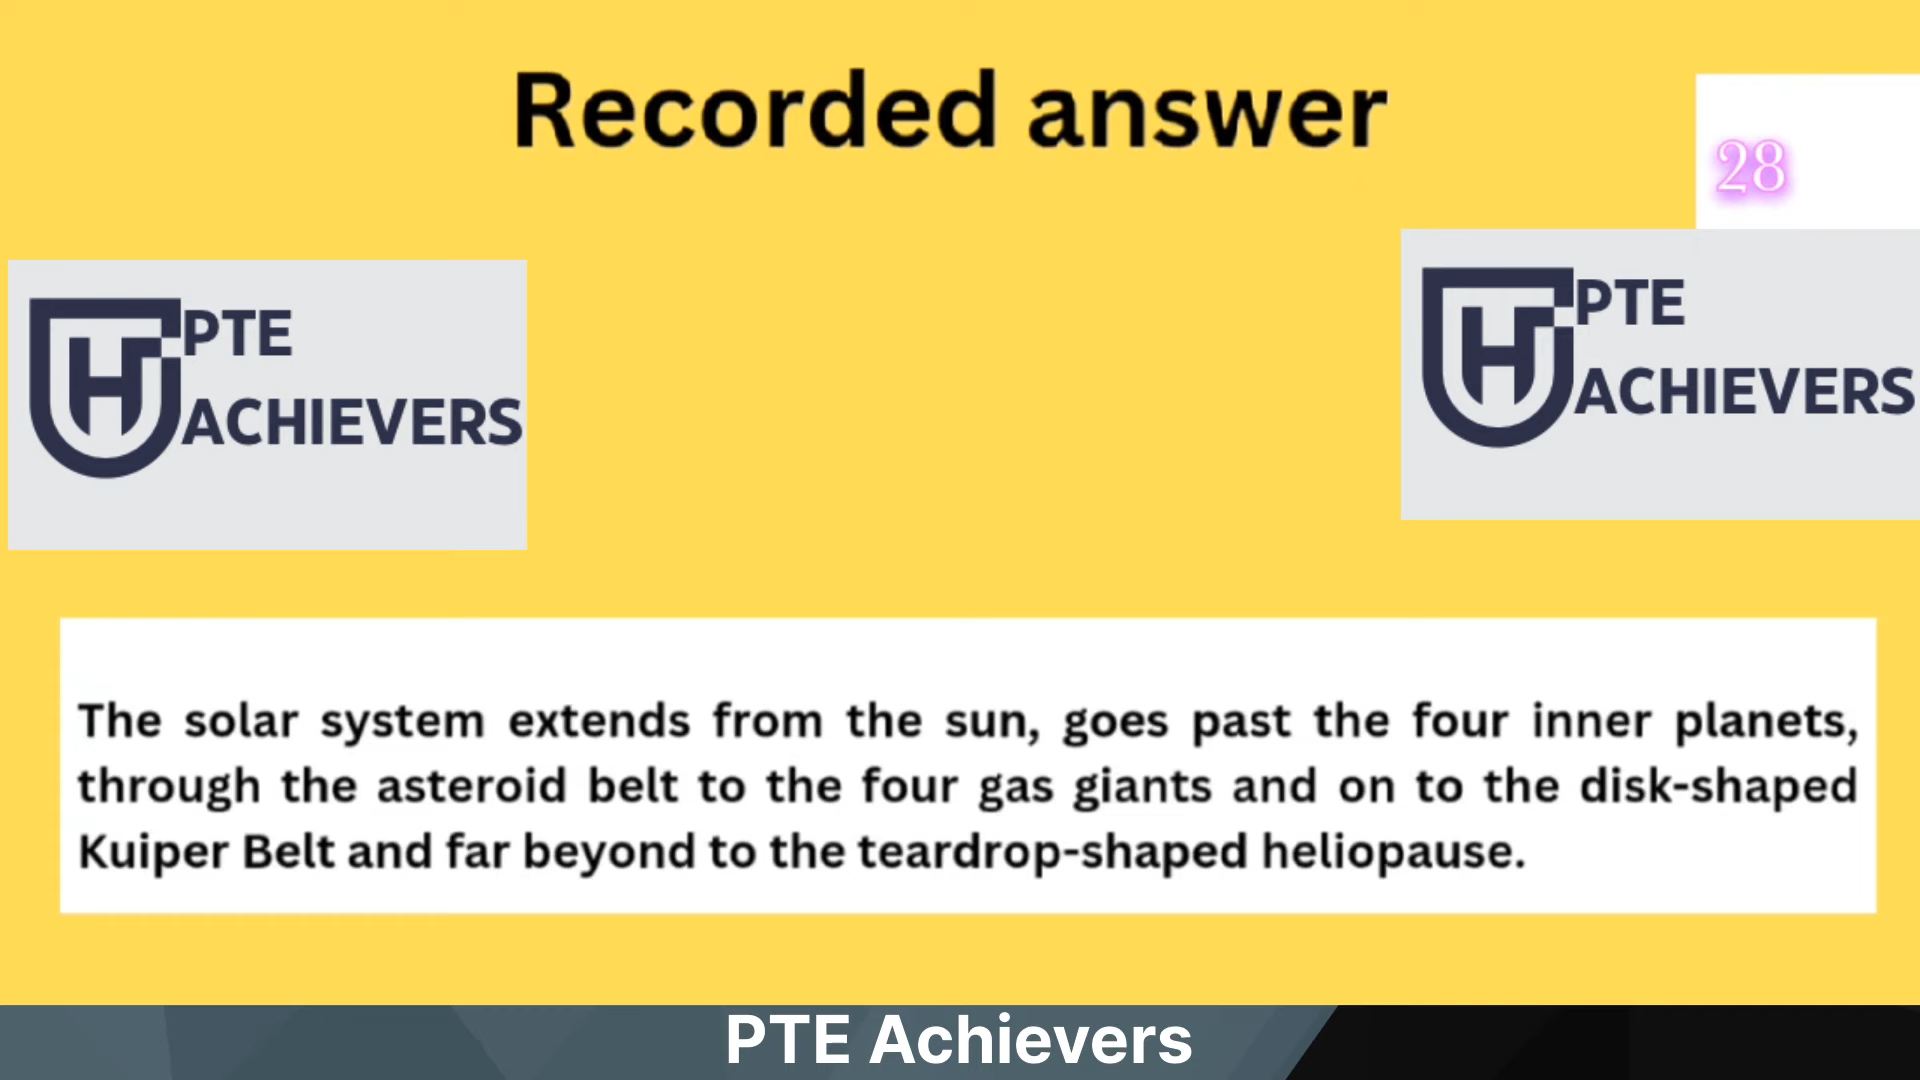 Recorded answer
28
PTE
ACHIEVERS
PTE
ACHIEVERS
The solar system extends from the sun, goes past the four inner planets,
through the asteroid belt to the four gas giants and on to the disk-shaped
Kuiper Belt and far beyond to the teardrop-shaped heliopause.
PTE Achievers